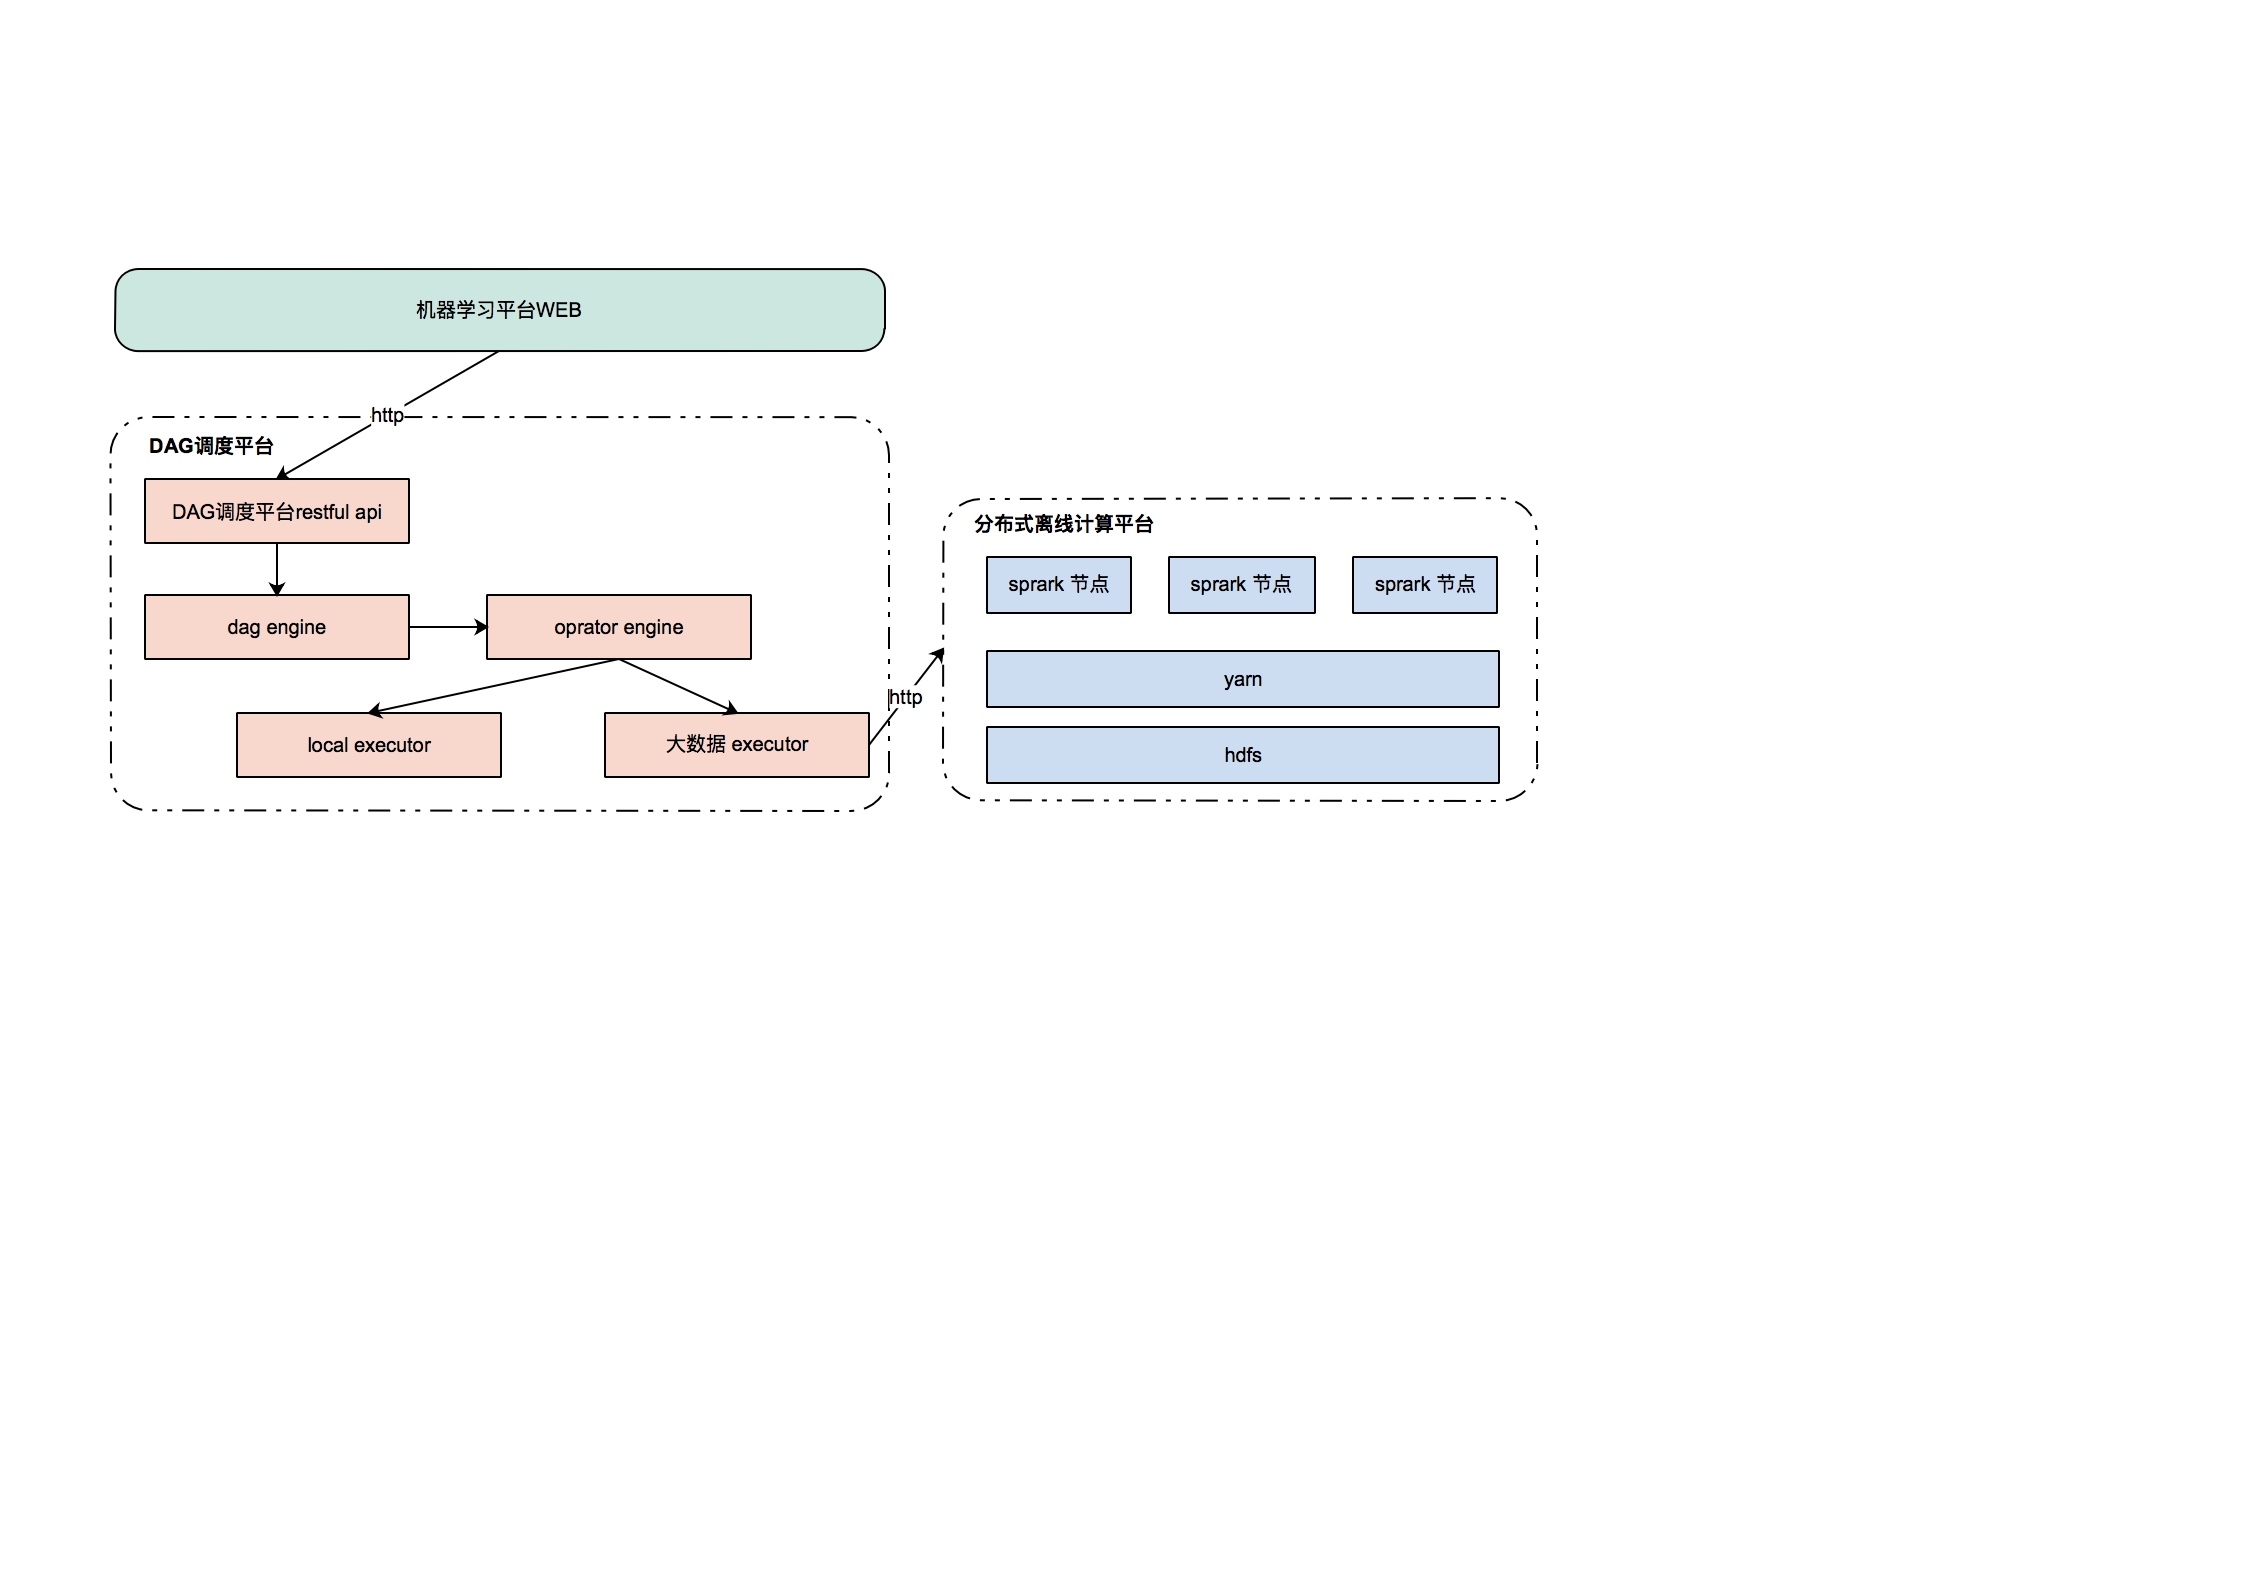 机器学习平台WEB
http
DAG调度平台
DAG调度平台restful api
dag engine
oprator engine
local executor
大数据 executor
http
分布式离线计算平台
sprark 节点
sprark 节点
sprark 节点
yarn
hdfs